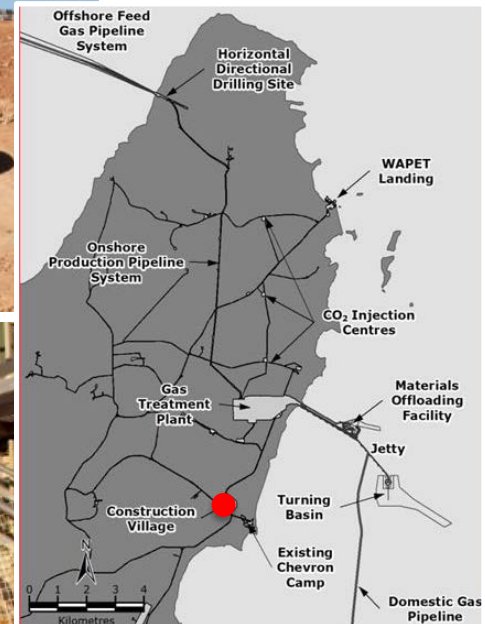 Offshore Feed
Gas Pipeline
System
Horizontal
Directional
Drilling Site
WAPET
Landing
Onshore
Production Pipeline
System
CO₂ Injection
Centres
Gas
Treatment
Plant
Materials
Offloading
Facility
Jetty
Construction
Village
Turning
Basin
Existing
Chevron
Camp
N
0 1 2 3 4
Kilometres
Domestic Gas
Pipeline